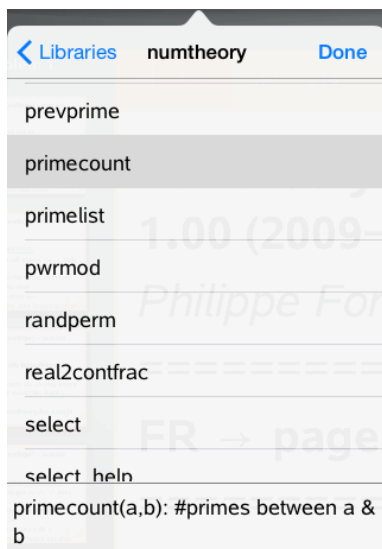 Libraries numtheory Done
prevprime
primecount
primelist
1.00 (2009–
pwrmod
Philippe For
randperm
real2contfrac
select
FR → page
select_help
primecount(a,b): #primes between a &
b